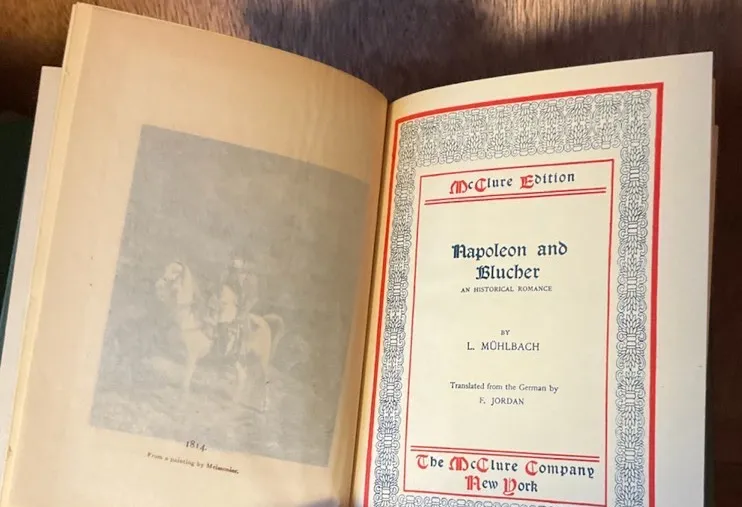 1814.
From a painting by Meissonier.
McClure Edition
Napoleon and
Blucher
AN HISTORICAL ROMANCE
BY
L. MÜHLBACH
Translated from the German by
F. JORDAN
The McClure Company
New York